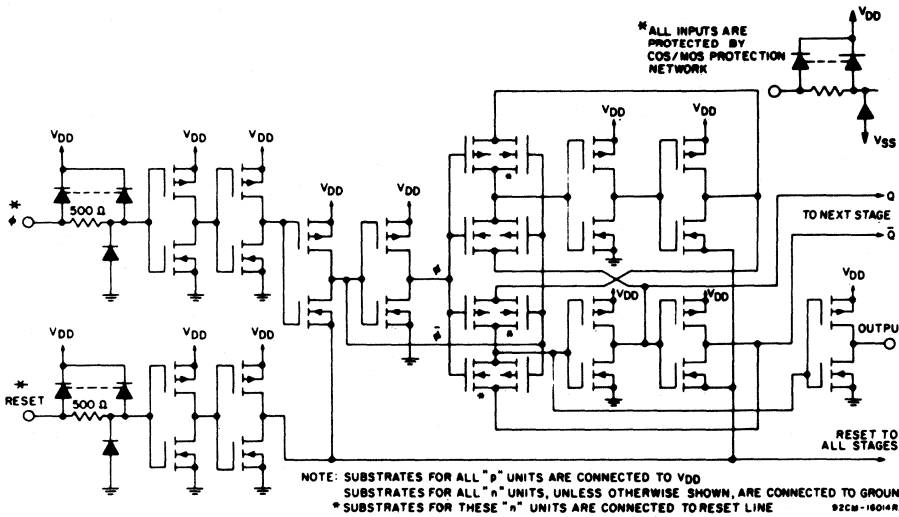 VDD
*ALL INPUTS ARE
PROTECTED BY
COS/MOS PROTECTION
NETWORK
VSS
VDD
VDD
VDD
VDD
VDD
*
ϕ
500 Ω
VDD
VDD
ϕ
ϕ̄
*
VDD
VDD
*
*
Q
TO NEXT STAGE
Q̄
VDD
OUTPU
VDD
VDD
VDD
*
RESET
500 Ω
RESET TO
ALL STAGES
NOTE: SUBSTRATES FOR ALL "p" UNITS ARE CONNECTED TO VDD
SUBSTRATES FOR ALL "n" UNITS, UNLESS OTHERWISE SHOWN, ARE CONNECTED TO GROUN
* SUBSTRATES FOR THESE "n" UNITS ARE CONNECTED TO RESET LINE
92CM-16014R